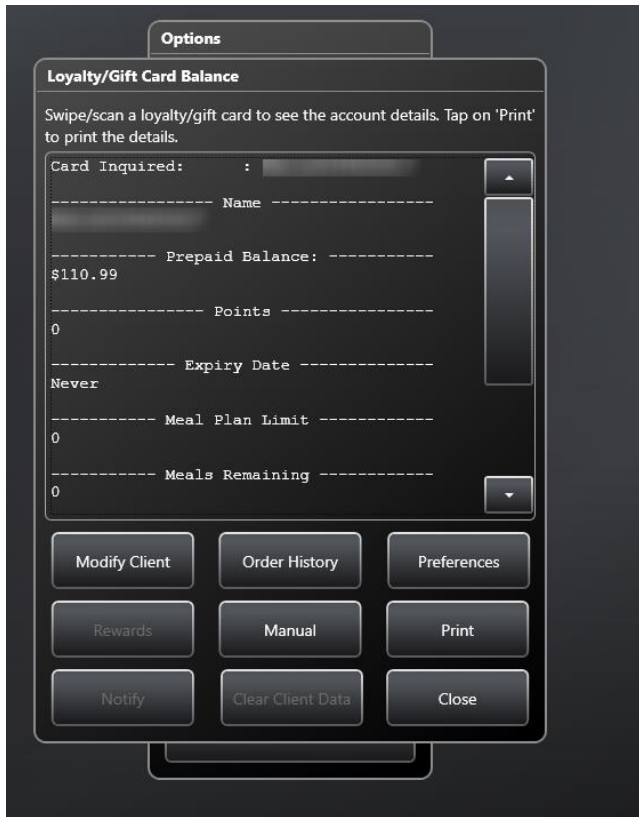 Options
Loyalty/Gift Card Balance
Swipe/scan a loyalty/gift card to see the account details. Tap on 'Print'
to print the details.
Card Inquired:      :
----------------- Name -----------------
----------- Prepaid Balance: -----------
$110.99
---------------- Points ----------------
0
------------- Expiry Date --------------
Never
----------- Meal Plan Limit ------------
0
----------- Meals Remaining ------------
0
Modify Client
Order History
Preferences
Rewards
Manual
Print
Notify
Clear Client Data
Close